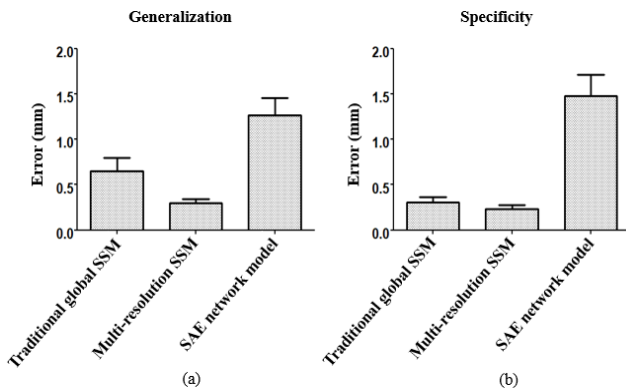 Generalization
Error (mm)
2.0
1.5
1.0
0.5
0.0
Traditional global SSM
Multi-resolution SSM
SAE network model
(a)
Specificity
Error (mm)
2.0
1.5
1.0
0.5
0.0
Traditional global SSM
Multi-resolution SSM
SAE network model
(b)